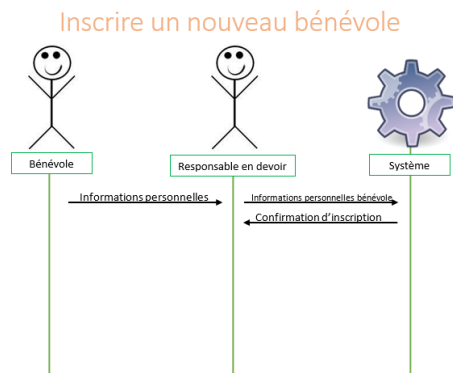 Inscrire un nouveau bénévole
Bénévole
Responsable en devoir
Système
Informations personnelles
Informations personnelles bénévole
Confirmation d'inscription